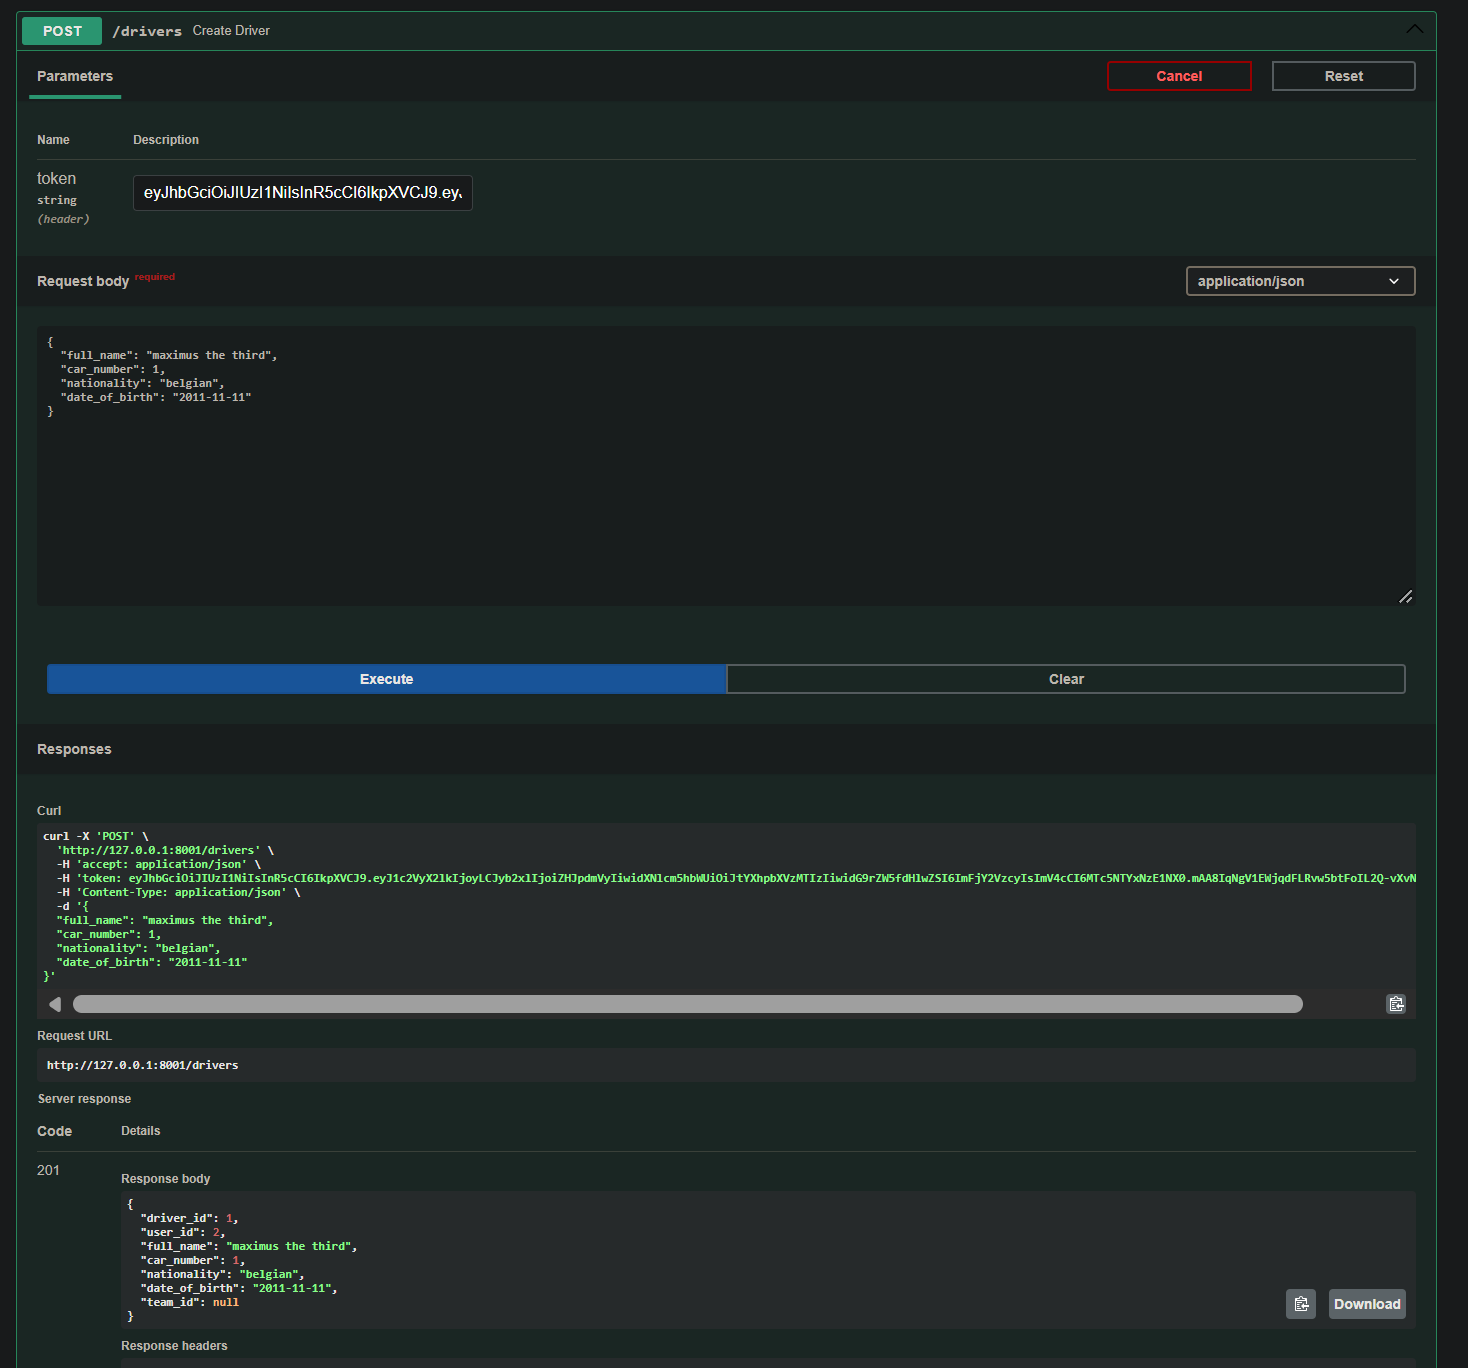 POST /drivers Create Driver
Parameters
Cancel
Reset
Name Description
token
string
(header)
eyJhbGciOiJIUzI1NiIsInR5cCI6IkpXVCJ9.ey
Request body required
application/json
{
"full_name": "maximus the third",
"car_number": 1,
"nationality": "belgian",
"date_of_birth": "2011-11-11"
}
Execute
Clear
Responses
Curl
curl -X 'POST' \
'http://127.0.0.1:8001/drivers' \
-H 'accept: application/json' \
-H 'token: eyJhbGciOiJIUzI1NiIsInR5cCI6IkpXVCJ9.eyJ1c2VyX2lkIjoyLCJyb2xlIjoiZHJpdmVyIiwidXNlcm5hbWUiOiJtYXhpbXVzMTIzIiwidG9rZW5fdHlwZSI6ImFjY2VzcyIsImV4cCI6MTc5NTYxNzE1NX0.mAA8IqNgV1EWjqdFLRvw5btFoIL2Q-vXvN
-H 'Content-Type: application/json' \
-d '{
"full_name": "maximus the third",
"car_number": 1,
"nationality": "belgian",
"date_of_birth": "2011-11-11"
}'
Request URL
http://127.0.0.1:8001/drivers
Server response
Code Details
201
Response body
{
"driver_id": 1,
"user_id": 2,
"full_name": "maximus the third",
"car_number": 1,
"nationality": "belgian",
"date_of_birth": "2011-11-11",
"team_id": null
}
Download
Response headers